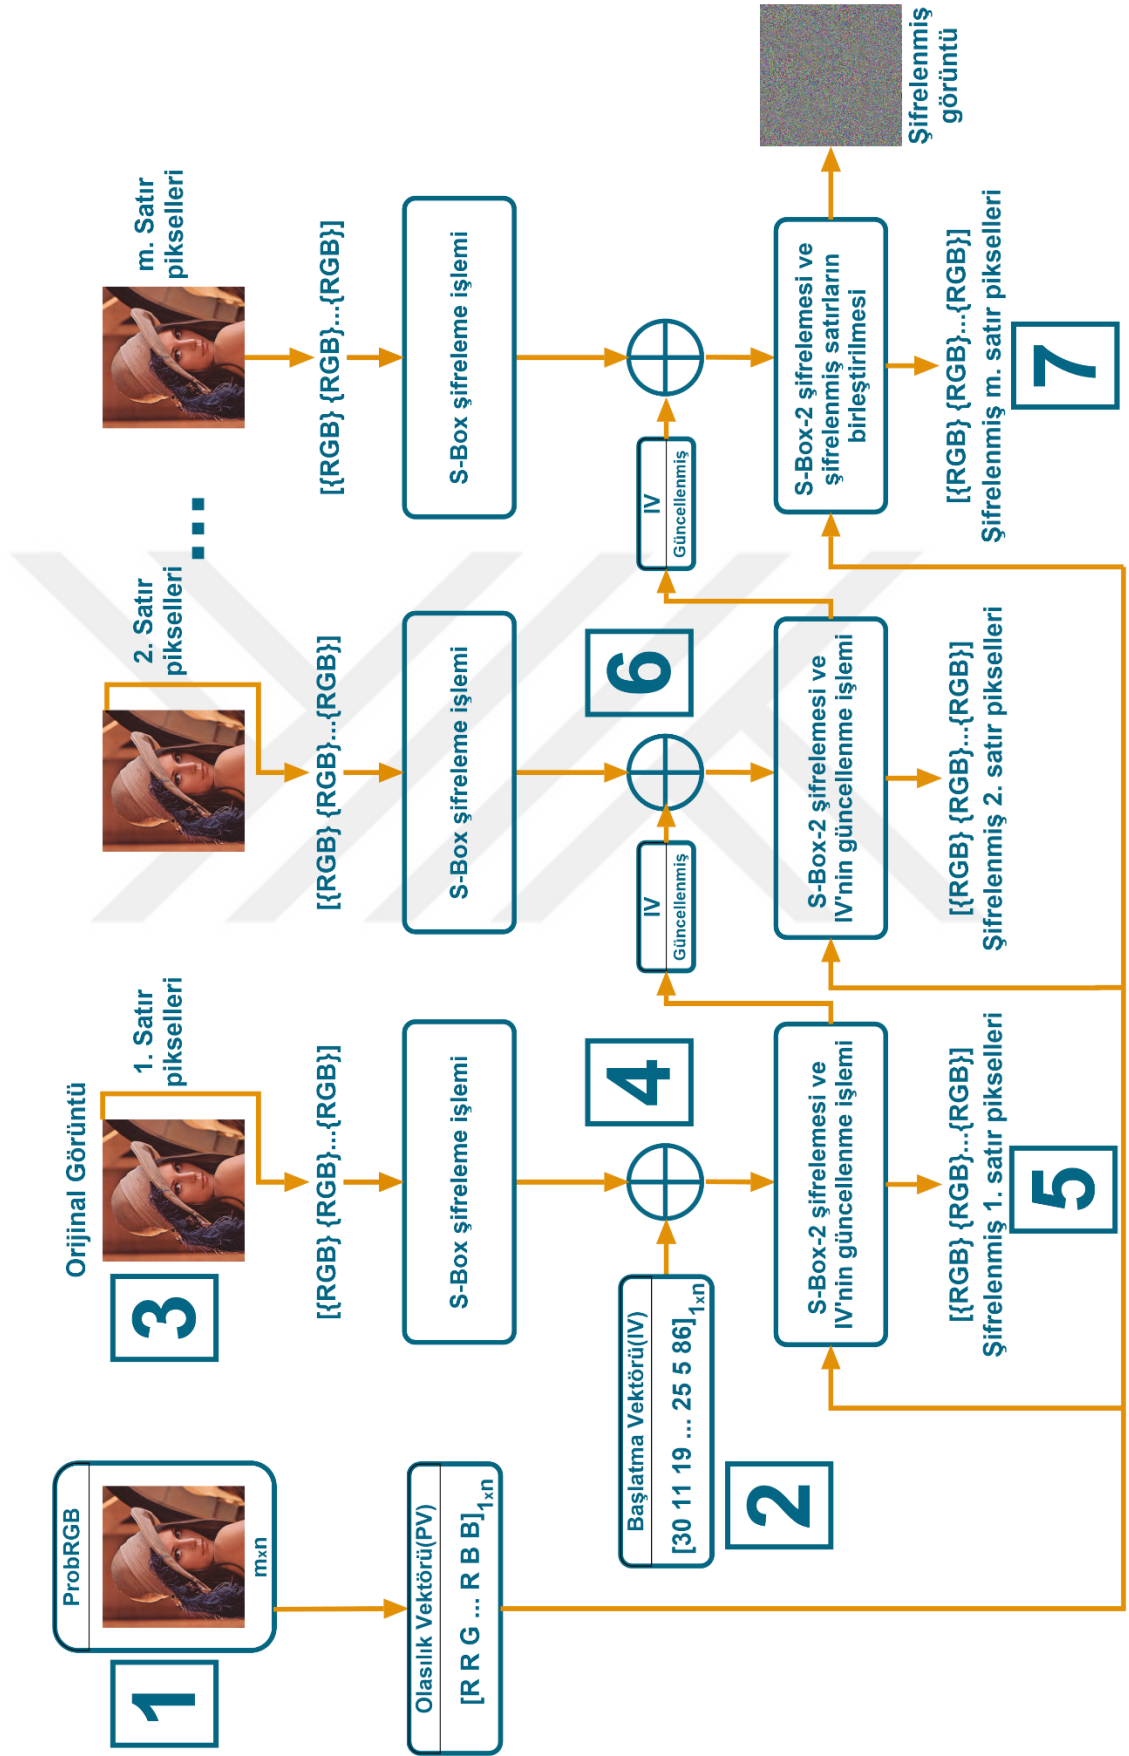 1
ProbRGB
mxn
Olasılık Vektörü(PV)
[R R G ... R B B]1xn
2
Başlatma Vektörü(IV)
[30 11 19 ... 25 5 86]1xn
3
Orijinal Görüntü
1. Satır
pikselleri
[{RGB} {RGB}...{RGB}]
S-Box şifreleme işlemi
4
S-Box-2 şifrelemesi ve
IV'nin güncellenme işlemi
[{RGB} {RGB}...{RGB}]
Şifrelenmiş 1. satır pikselleri
5
2. Satır
pikselleri
[{RGB} {RGB}...{RGB}]
S-Box şifreleme işlemi
IV
Güncellenmiş
6
S-Box-2 şifrelemesi ve
IV'nin güncellenme işlemi
[{RGB} {RGB}...{RGB}]
Şifrelenmiş 2. satır pikselleri
...
m. Satır
pikselleri
[{RGB} {RGB}...{RGB}]
S-Box şifreleme işlemi
IV
Güncellenmiş
S-Box-2 şifrelemesi ve
şifrelenmiş satırların
birleştirilmesi
[{RGB} {RGB}...{RGB}]
Şifrelenmiş m. satır pikselleri
7
Şifrelenmiş
görüntü